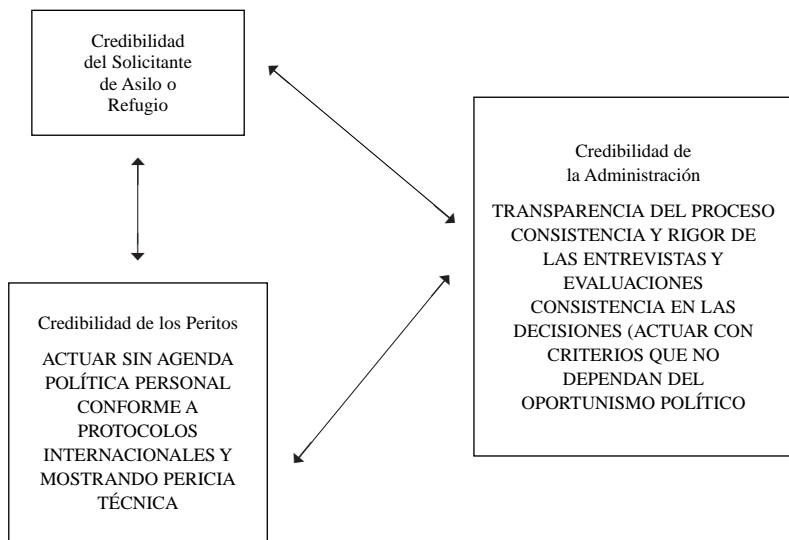 Credibilidad
del Solicitante
de Asilo o
Refugio
Credibilidad de
la Administración
TRANSPARENCIA DEL PROCESO
CONSISTENCIA Y RIGOR DE
LAS ENTREVISTAS Y
EVALUACIONES
CONSISTENCIA EN LAS
DECISIONES (ACTUAR CON
CRITERIOS QUE NO
DEPENDAN DEL
OPORTUNISMO POLÍTICO
Credibilidad de los Peritos
ACTUAR SIN AGENDA
POLÍTICA PERSONAL
CONFORME A
PROTOCOLOS
INTERNACIONALES Y
MOSTRANDO PERICIA
TÉCNICA